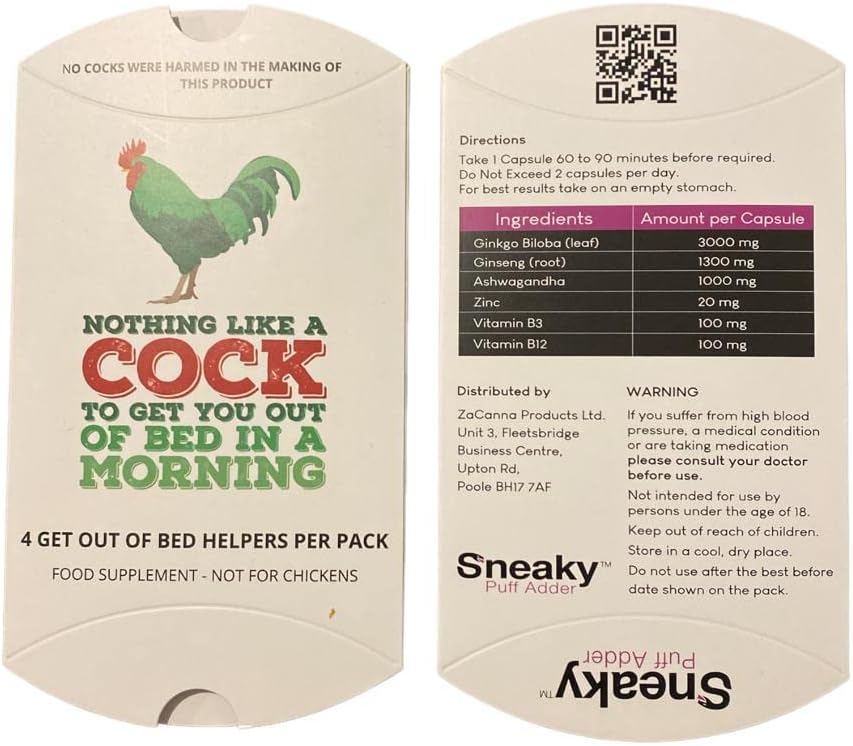 NO COCKS WERE HARMED IN THE MAKING OF
THIS PRODUCT
NOTHING LIKE A
COCK
TO GET YOU OUT
OF BED IN A
MORNING
4 GET OUT OF BED HELPERS PER PACK
FOOD SUPPLEMENT - NOT FOR CHICKENS
Directions
Take 1 Capsule 60 to 90 minutes before required.
Do Not Exceed 2 capsules per day.
For best results take on an empty stomach.
Ingredients Amount per Capsule
Ginkgo Biloba (leaf) 3000 mg
Ginseng (root) 1300 mg
Ashwagandha 1000 mg
Zinc 20 mg
Vitamin B3 100 mg
Vitamin B12 100 mg
Distributed by
ZaCanna Products Ltd.
Unit 3, Fleetsbridge
Business Centre,
Upton Rd,
Poole BH17 7AF
Sneaky™
Puff Adder
WARNING
If you suffer from high blood
pressure, a medical condition
or are taking medication
please consult your doctor
before use.
Not intended for use by
persons under the age of 18.
Keep out of reach of children.
Store in a cool, dry place.
Do not use after the best before
date shown on the pack.
Sneaky™
Puff Adder